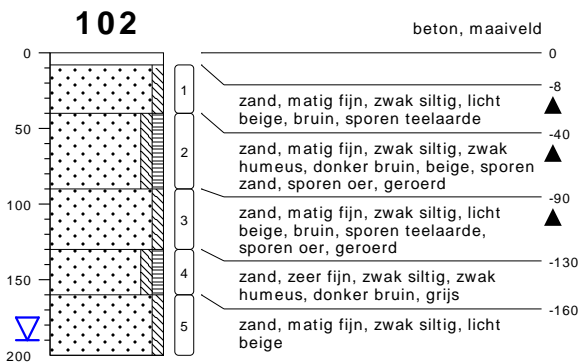 102
beton, maaiveld
0
0
-8
1
zand, matig fijn, zwak siltig, licht
beige, bruin, sporen teelaarde
-40
50
2
zand, matig fijn, zwak siltig, zwak
humeus, donker bruin, beige, sporen
zand, sporen oer, geroerd
-90
100
3
zand, matig fijn, zwak siltig, licht
beige, bruin, sporen teelaarde,
sporen oer, geroerd
-130
4
zand, zeer fijn, zwak siltig, zwak
humeus, donker bruin, grijs
150
-160
5
zand, matig fijn, zwak siltig, licht
beige
200